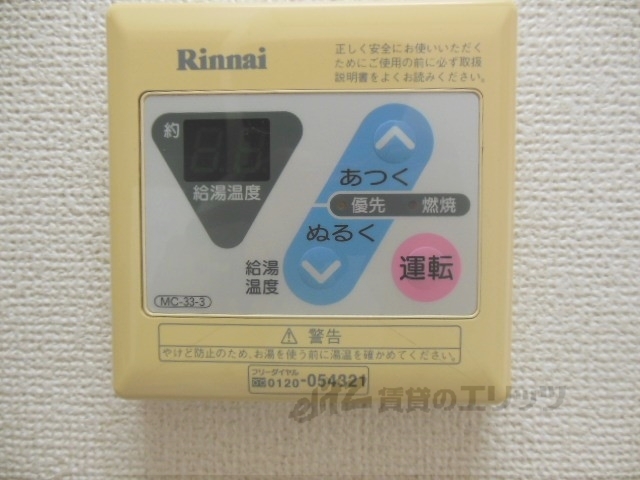 Rinnai
正しく安全にお使いいただく
ためにご使用の前に必ず取扱
説明書をよくお読みください。
約
給湯温度
あつく
優先 燃焼
ぬるく
給湯
温度
運転
MC-33-3
警告
やけど防止のため、お湯を使う前に湯温を確かめてください。
フリーダイヤル
0120-054321
賃貸のエリッツ